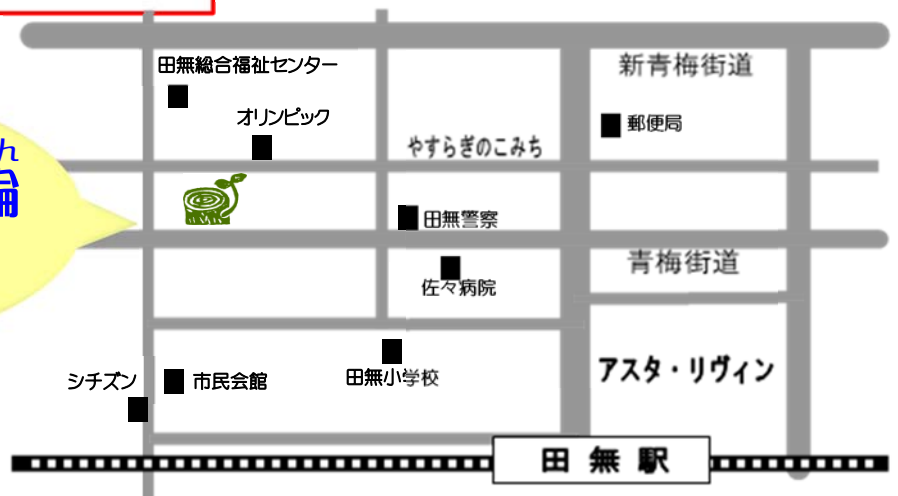 田無総合福祉センター
新青梅街道
オリンピック
郵便局
やすらぎのこみち
れ
輪
田無警察
青梅街道
佐々病院
アスタ・リヴィン
シチズン
市民会館
田無小学校
田無駅